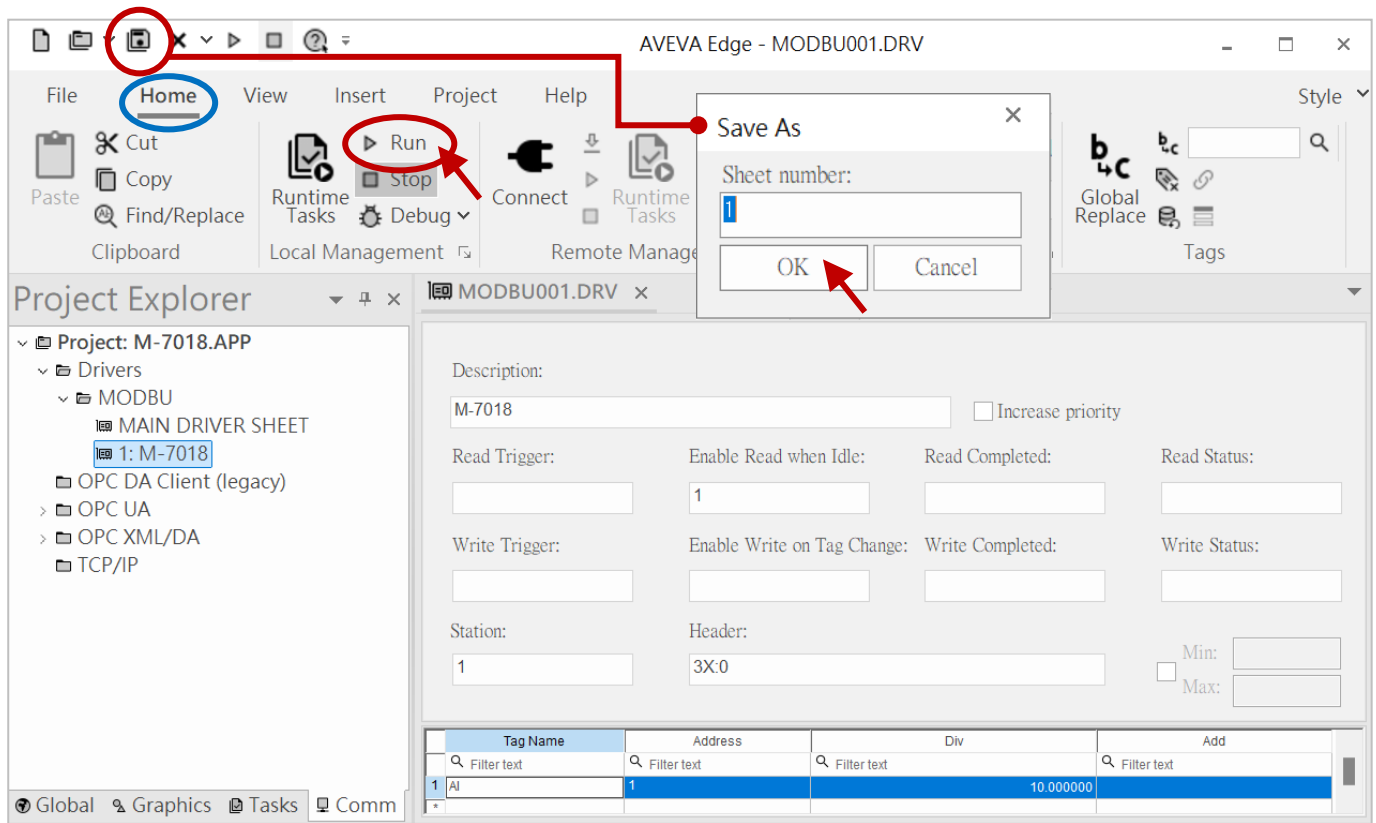 AVEVA Edge - MODBU001.DRV
File Home View Insert Project Help Style
Paste
Cut
Copy
Find/Replace
Clipboard
Runtime
Tasks
Run
Stop
Debug
Local Management
Connect
Runtime
Tasks
Remote Manage
Save As
Sheet number:
1
OK Cancel
Global
Replace
Tags
Project Explorer
Project: M-7018.APP
Drivers
MODBU
MAIN DRIVER SHEET
1: M-7018
OPC DA Client (legacy)
OPC UA
OPC XML/DA
TCP/IP
Global Graphics Tasks Comm
MODBU001.DRV
Description:
M-7018 Increase priority
Read Trigger: Enable Read when Idle: Read Completed: Read Status:
1
Write Trigger: Enable Write on Tag Change: Write Completed: Write Status:
Station: Header:
1 3X:0
Min:
Max:
Tag Name Address Div Add
Filter text Filter text Filter text Filter text
1 AI 1 10.000000
*